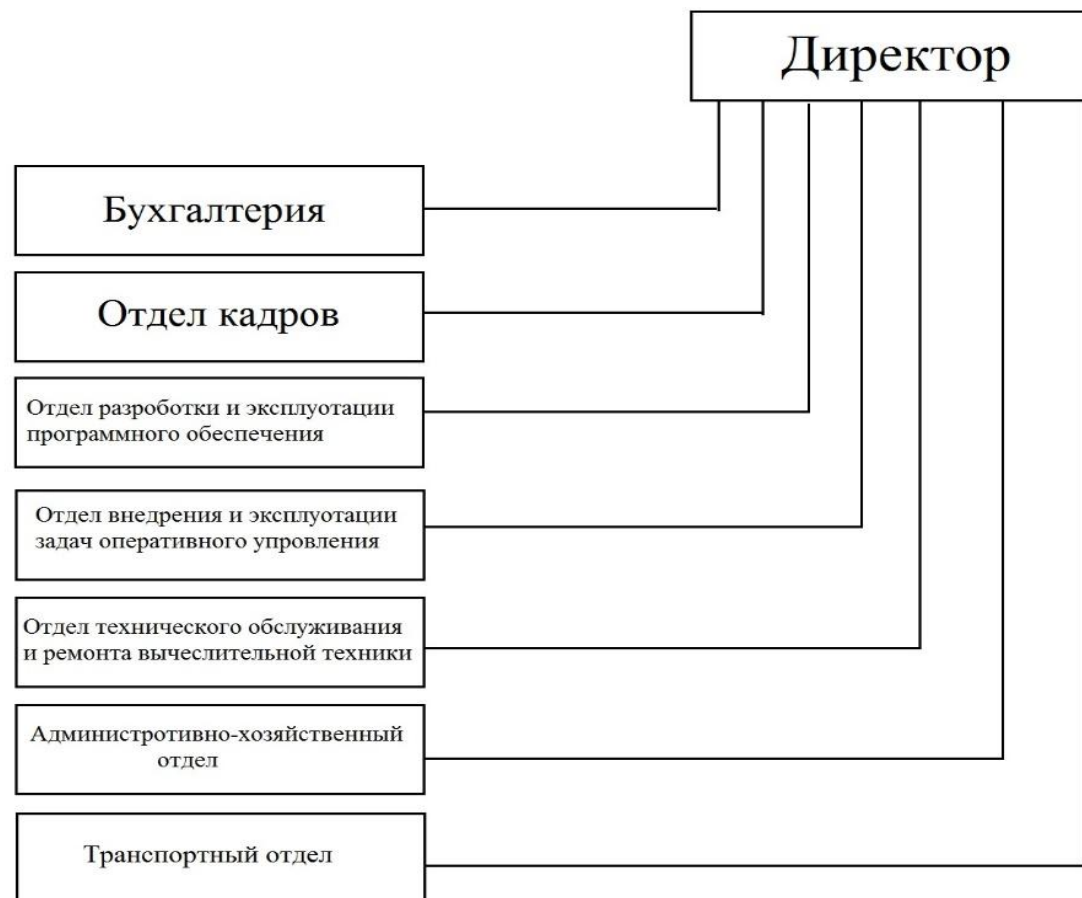 Директор
Бухгалтерия
Отдел кадров
Отдел разроботки и эксплуотации
программного обеспечения
Отдел внедрения и эксплуотации
задач оперативного упровления
Отдел технического обслуживания
и ремонта вычеслительной техники
Администротивно-хозяйственный
отдел
Транспортный отдел